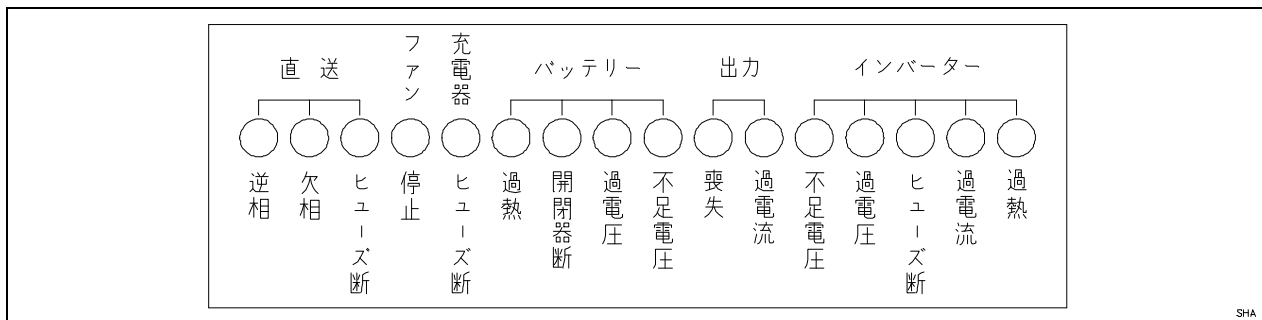 直送
ファン
充電器
バッテリー
出力
インバーター
逆相
欠相
ヒューズ断
停止
ヒューズ断
過熱
開閉器断
過電圧
不足電圧
喪失
過電流
不足電圧
過電圧
ヒューズ断
過電流
過熱
SHA